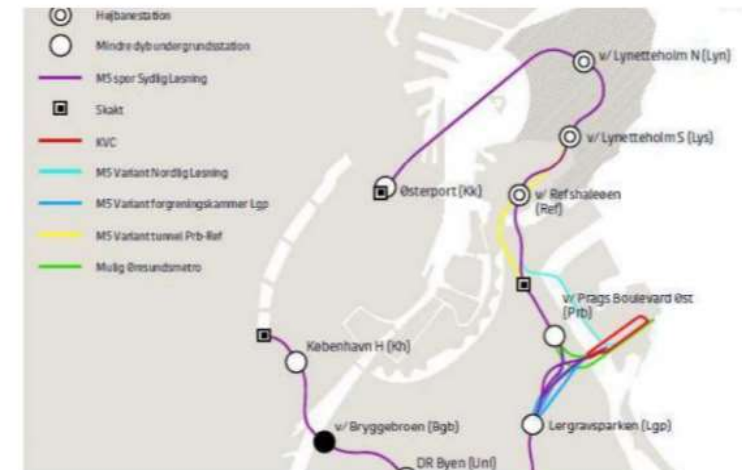 Højbanestation
Mindre dybundergrundsstation
M5 spor Sydlig Løsning
Skakt
KVC
M5 Variant Nordlig Løsning
M5 Variant forgreningskammer Lgp
M5 Variant tunnel Prb-Ref
Mulig Øresundsmetro
v/ Lynetteholm N (Lyn)
v/ Lynetteholm S (Lys)
Østerport (Kk)
v/ Refshaleøen
(Ref)
v/ Prags Boulevard Øst
(Prb)
København H (Kh)
v/ Bryggebroen (Bgb)
Lergravsparken (Lgp)
DR Byen (Uni)